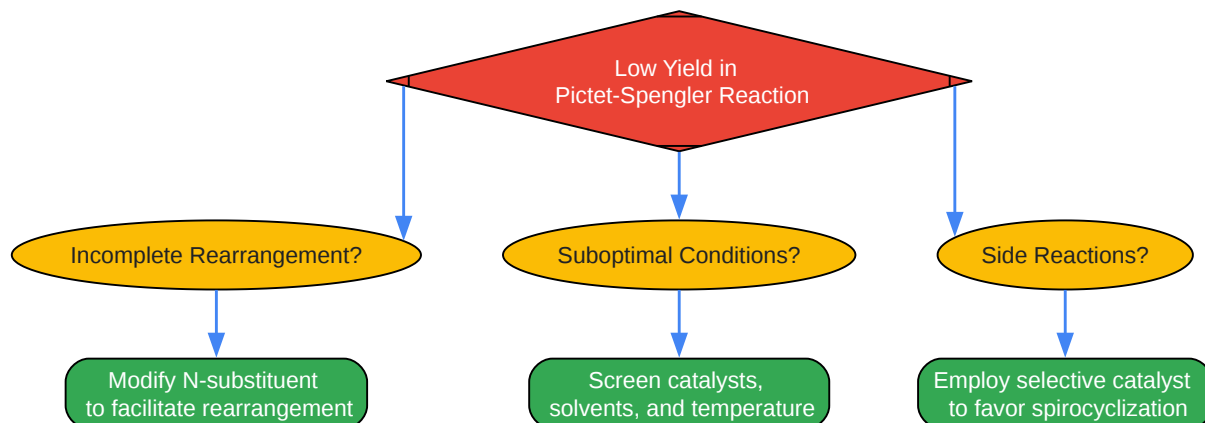 Low Yield in
Pictet-Spengler Reaction
Incomplete Rearrangement?
Suboptimal Conditions?
Side Reactions?
Modify N-substituent
to facilitate rearrangement
Screen catalysts,
solvents, and temperature
Employ selective catalyst
to favor spirocyclization